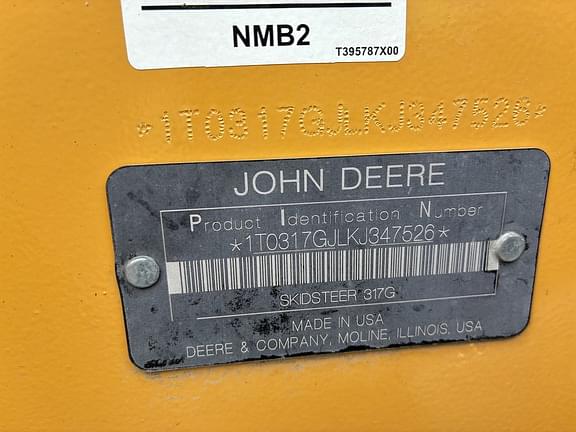 NMB2
T395787X00
*1T0317GJLKJ347526*
JOHN DEERE
Product Identification Number
*1T0317GJLKJ347526*
SKIDSTEER 317G
MADE IN USA
DEERE & COMPANY, MOLINE, ILLINOIS, USA